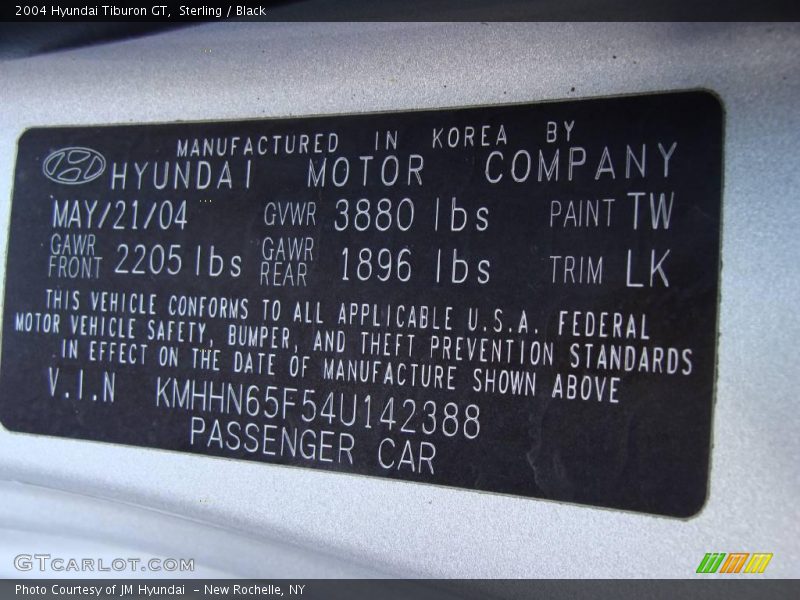 2004 Hyundai Tiburon GT, Sterling / Black
MANUFACTURED IN KOREA BY
HYUNDAI MOTOR COMPANY
MAY/21/04 GVWR 3880 lbs PAINT TW
GAWR FRONT 2205 lbs GAWR REAR 1896 lbs TRIM LK
THIS VEHICLE CONFORMS TO ALL APPLICABLE U.S.A. FEDERAL
MOTOR VEHICLE SAFETY, BUMPER, AND THEFT PREVENTION STANDARDS
IN EFFECT ON THE DATE OF MANUFACTURE SHOWN ABOVE
V.I.N KMHHN65F54U142388
PASSENGER CAR
GTCARLOT.COM
Photo Courtesy of JM Hyundai - New Rochelle, NY